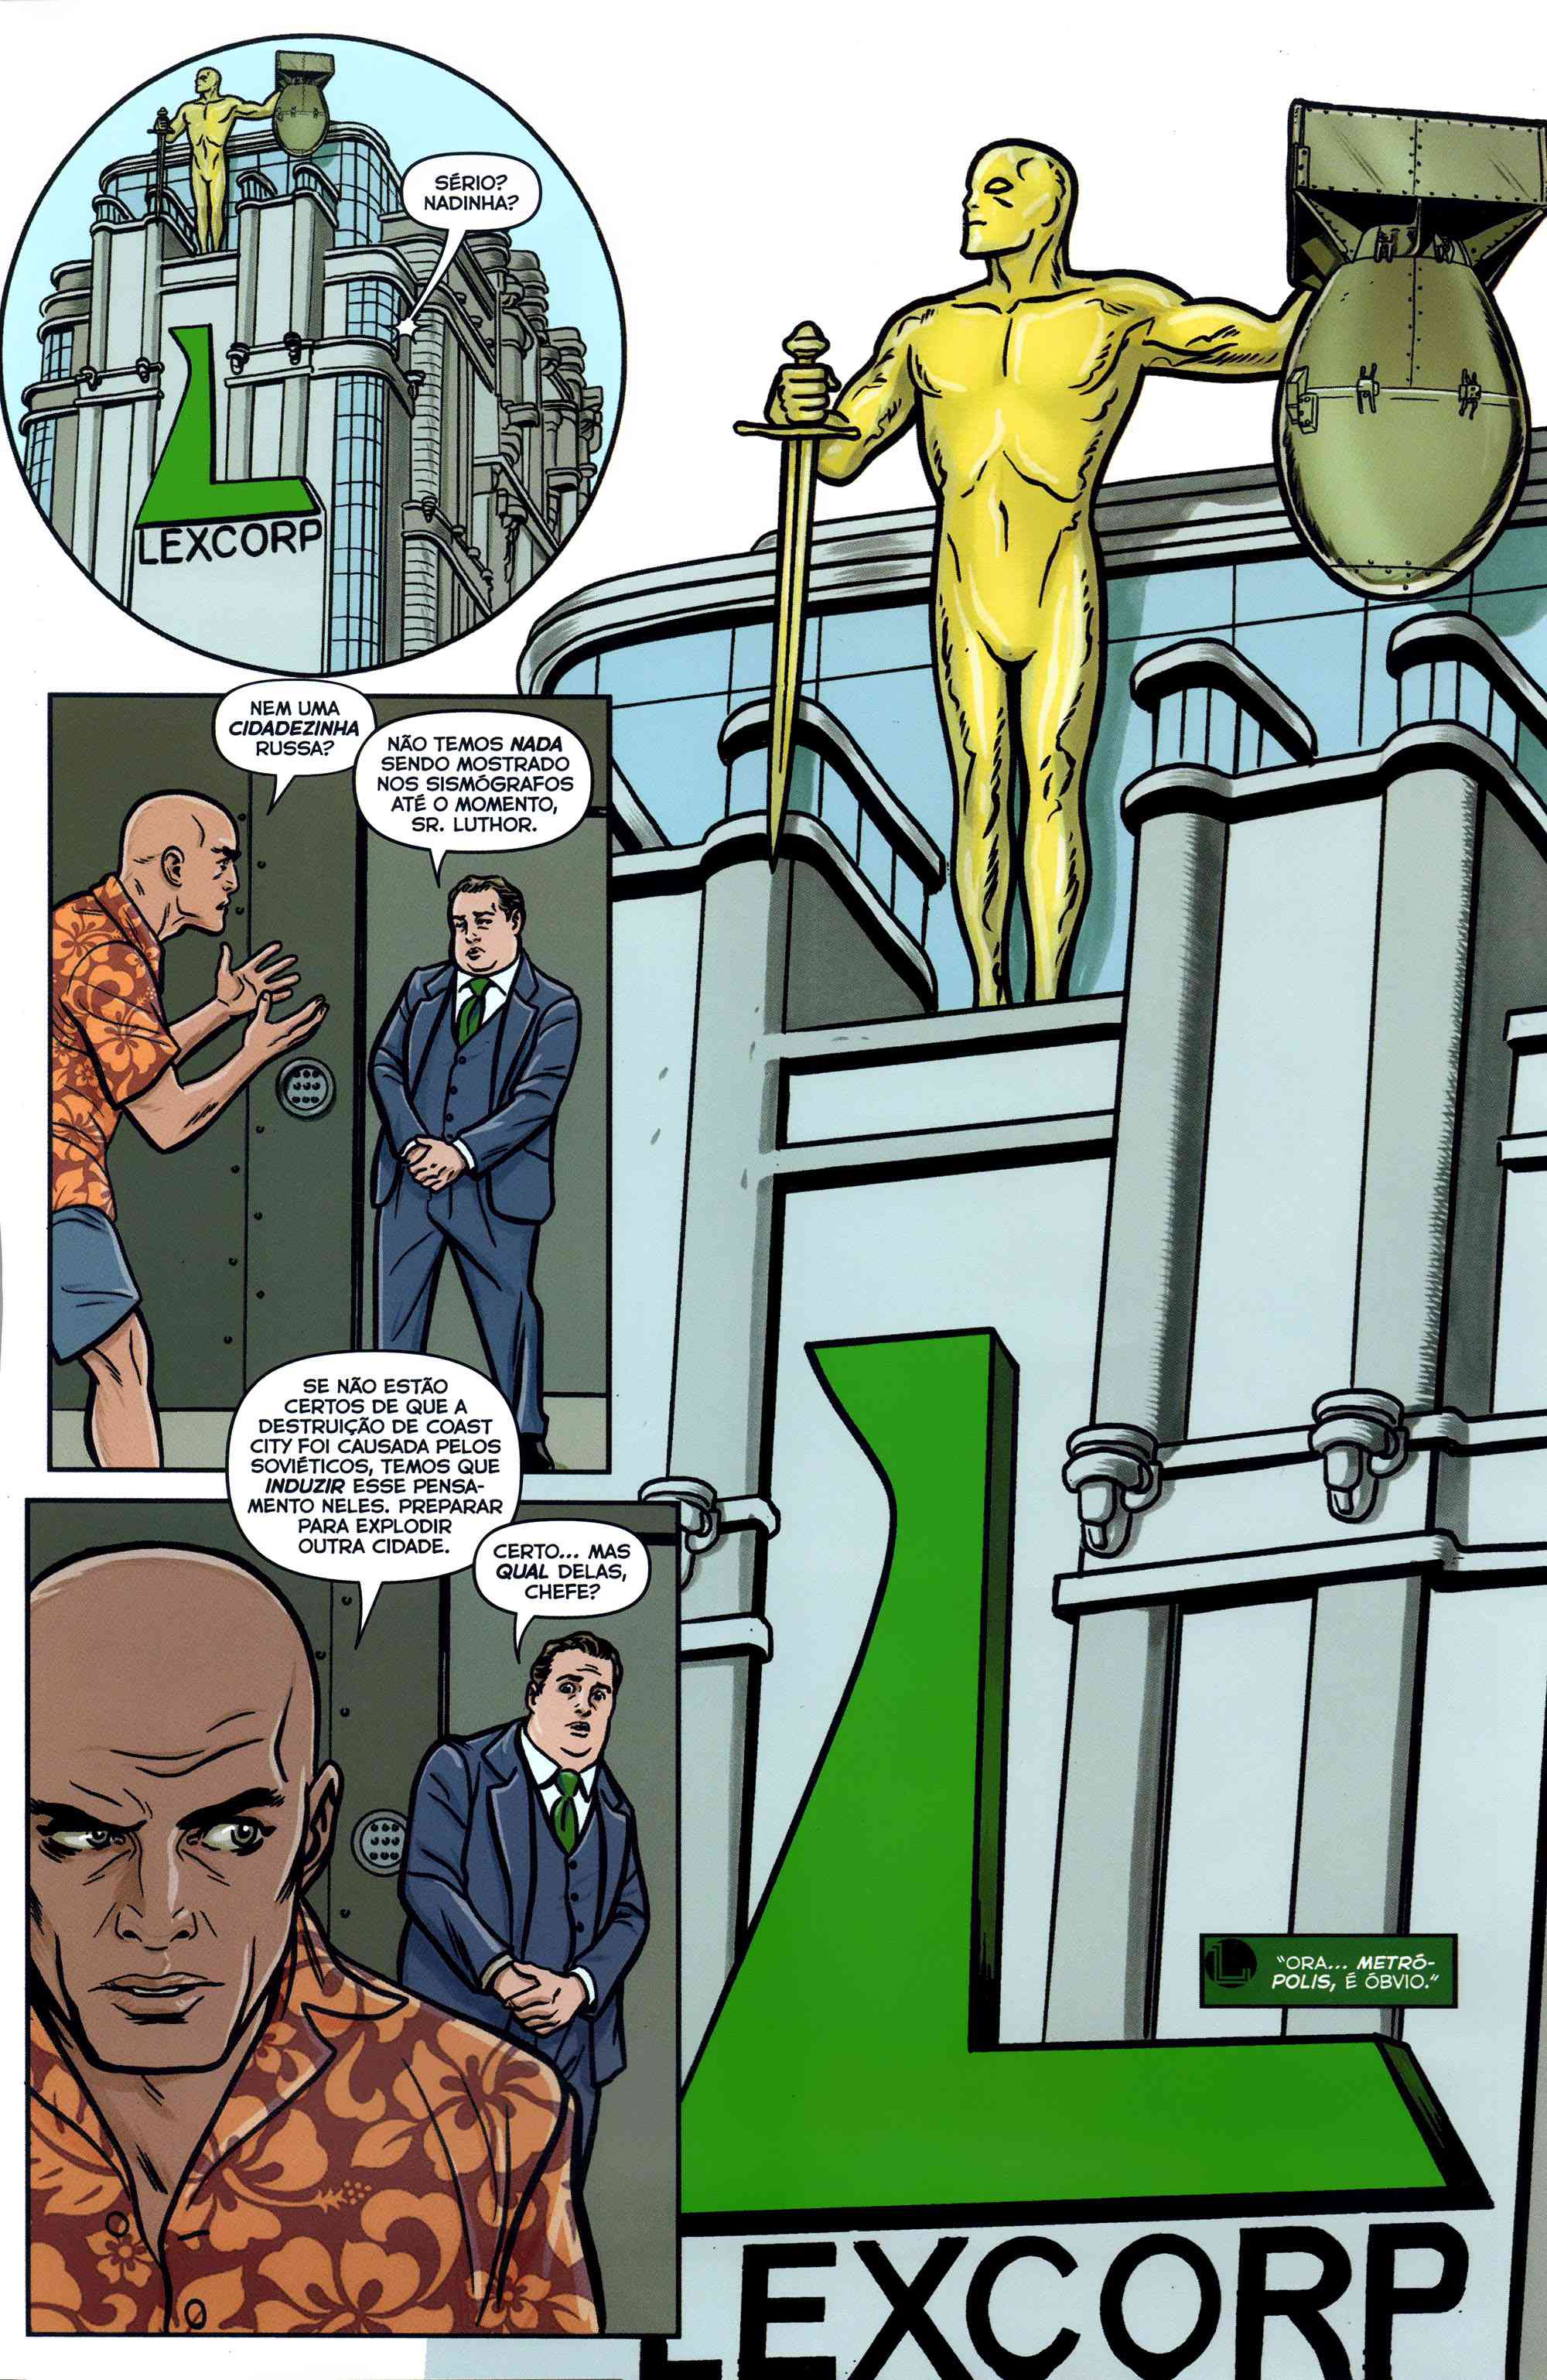 SÉRIO?
NADINHA?
LEXCORP
NEM UMA
CIDADEZINHA
RUSSA?
NÃO TEMOS NADA
SENDO MOSTRADO
NOS SISMÓGRAFOS
ATÉ O MOMENTO,
SR. LUTHOR.
SE NÃO ESTÃO
CERTOS DE QUE A
DESTRUIÇÃO DE COAST
CITY FOI CAUSADA PELOS
SOVIÉTICOS, TEMOS QUE
INDUZIR ESSE PENSA-
MENTO NELES. PREPARAR
PARA EXPLODIR
OUTRA CIDADE.
CERTO... MAS
QUAL DELAS,
CHEFE?
"ORA... METRÓ-
POLIS, É ÓBVIO."
LEXCORP